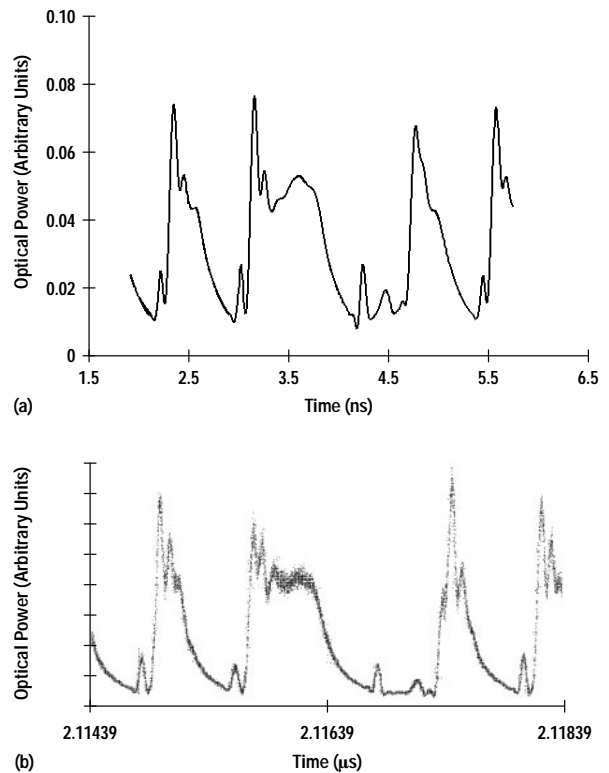 0.10
0.08
0.06
0.04
0.02
0
Optical Power (Arbitrary Units)
1.5 2.5 3.5 4.5 5.5 6.5
(a) Time (ns)
Optical Power (Arbitrary Units)
2.11439 2.11639 2.11839
(b) Time (μs)